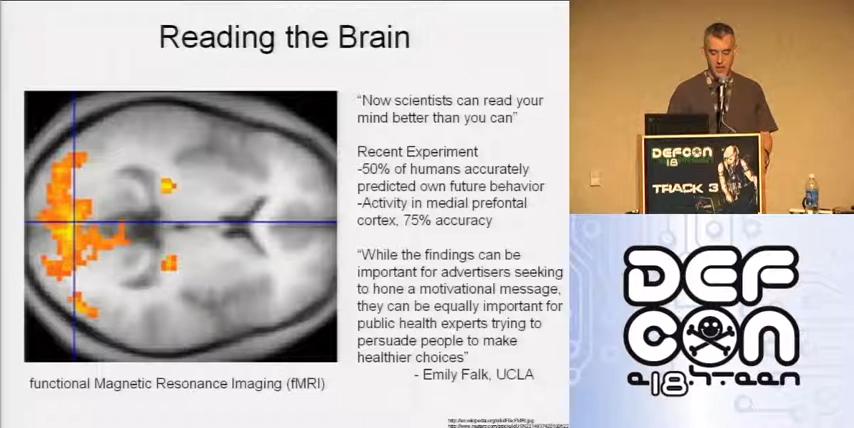 Reading the Brain
“Now scientists can read your
mind better than you can”
Recent Experiment
-50% of humans accurately
predicted own future behavior
-Activity in medial prefontal
cortex, 75% accuracy
“While the findings can be
important for advertisers seeking
to hone a motivational message,
they can be equally important for
public health experts trying to
persuade people to make
healthier choices”
- Emily Falk, UCLA
functional Magnetic Resonance Imaging (fMRI)
DEFCON
18
TRACK 3
DEF
CON
e18hteen